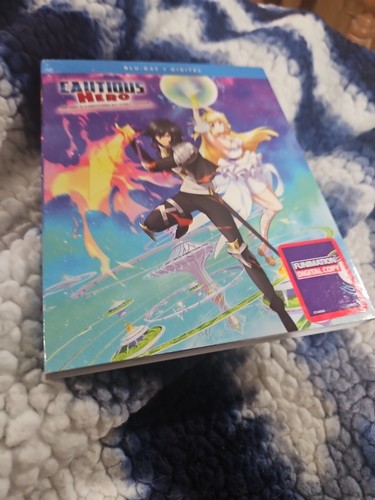 BLU-RAY + DIGITAL
CAUTIOUS
HERO
FUNIMATION
DIGITAL COPY